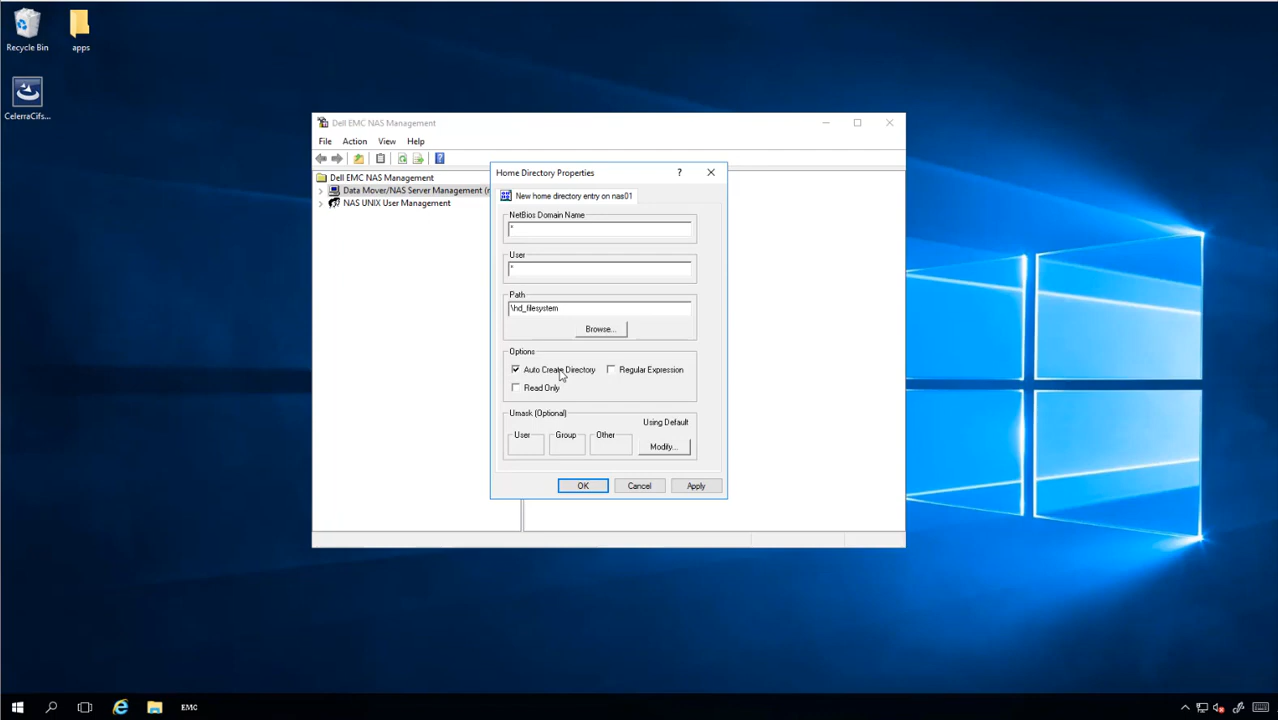 Recycle Bin
apps
CelerraCifs...
Dell EMC NAS Management
File Action View Help
Dell EMC NAS Management
Data Mover/NAS Server Management (
NAS UNIX User Management
Home Directory Properties
New home directory entry on nas01
NetBios Domain Name
*
User
*
Path
\hd_filesystem
Browse...
Options
Auto Create Directory
Regular Expression
Read Only
Umask (Optional)
Using Default
User
Group
Other
Modify...
OK
Cancel
Apply
EMC